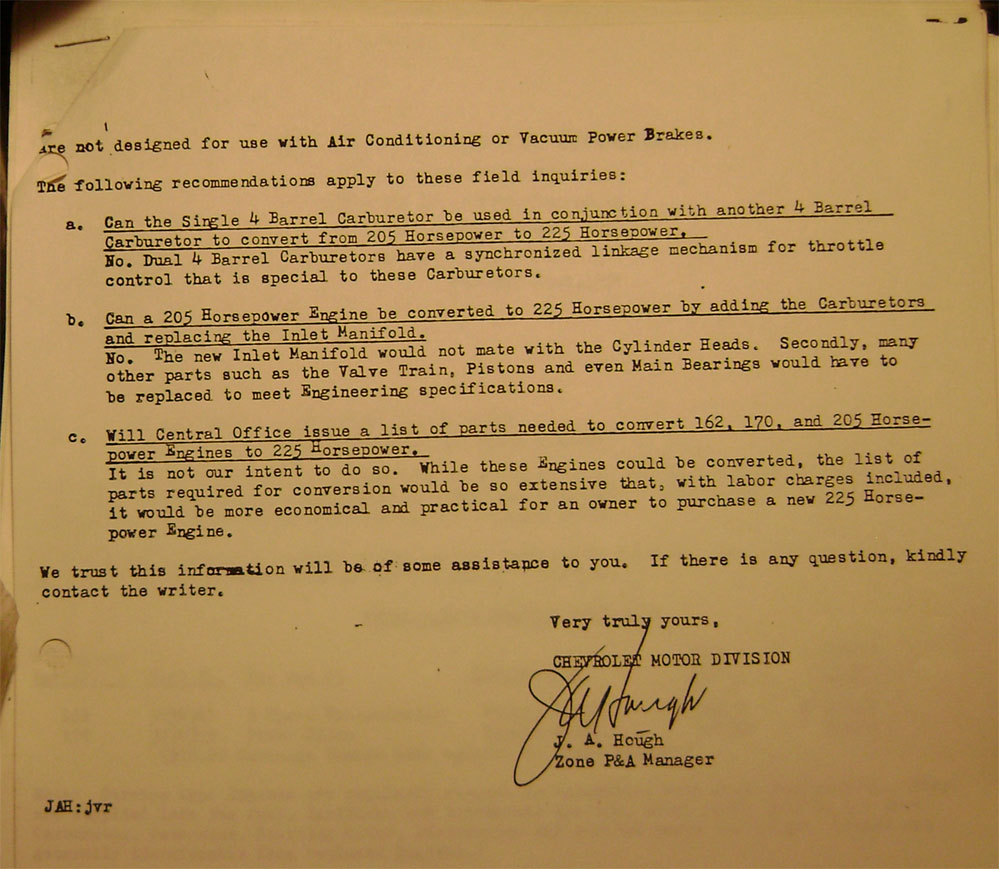 are not designed for use with Air Conditioning or Vacuum Power Brakes.
The following recommendations apply to these field inquiries:
a. Can the Single 4 Barrel Carburetor be used in conjunction with another 4 Barrel
Carburetor to convert from 205 Horsepower to 225 Horsepower.
No. Dual 4 Barrel Carburetors have a synchronized linkage mechanism for throttle
control that is special to these Carburetors.
b. Can a 205 Horsepower Engine be converted to 225 Horsepower by adding the Carburetors
and replacing the Inlet Manifold.
No. The new Inlet Manifold would not mate with the Cylinder Heads. Secondly, many
other parts such as the Valve Train, Pistons and even Main Bearings would have to
be replaced to meet Engineering specifications.
c. Will Central Office issue a list of parts needed to convert 162, 170, and 205 Horse-
power Engines to 225 Horsepower.
It is not our intent to do so. While these Engines could be converted, the list of
parts required for conversion would be so extensive that, with labor charges included,
it would be more economical and practical for an owner to purchase a new 225 Horse-
power Engine.
We trust this information will be of some assistance to you. If there is any question, kindly
contact the writer.
Very truly yours,
CHEVROLET MOTOR DIVISION
JA Hough
J. A. Hough
Zone P&A Manager
JAH:jvr